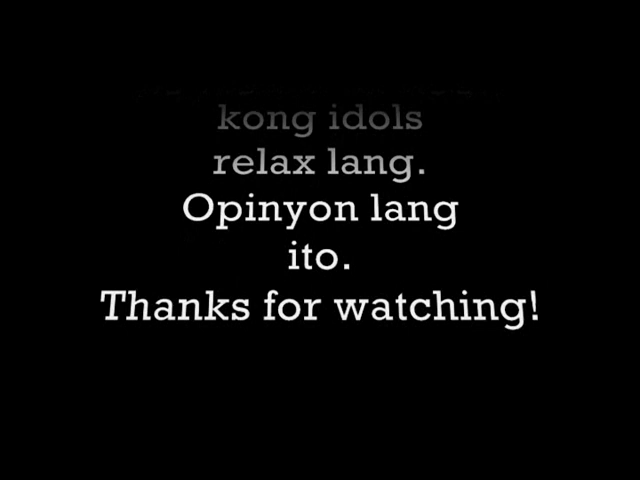 kong idols
relax lang.
Opinyon lang
ito.
Thanks for watching!